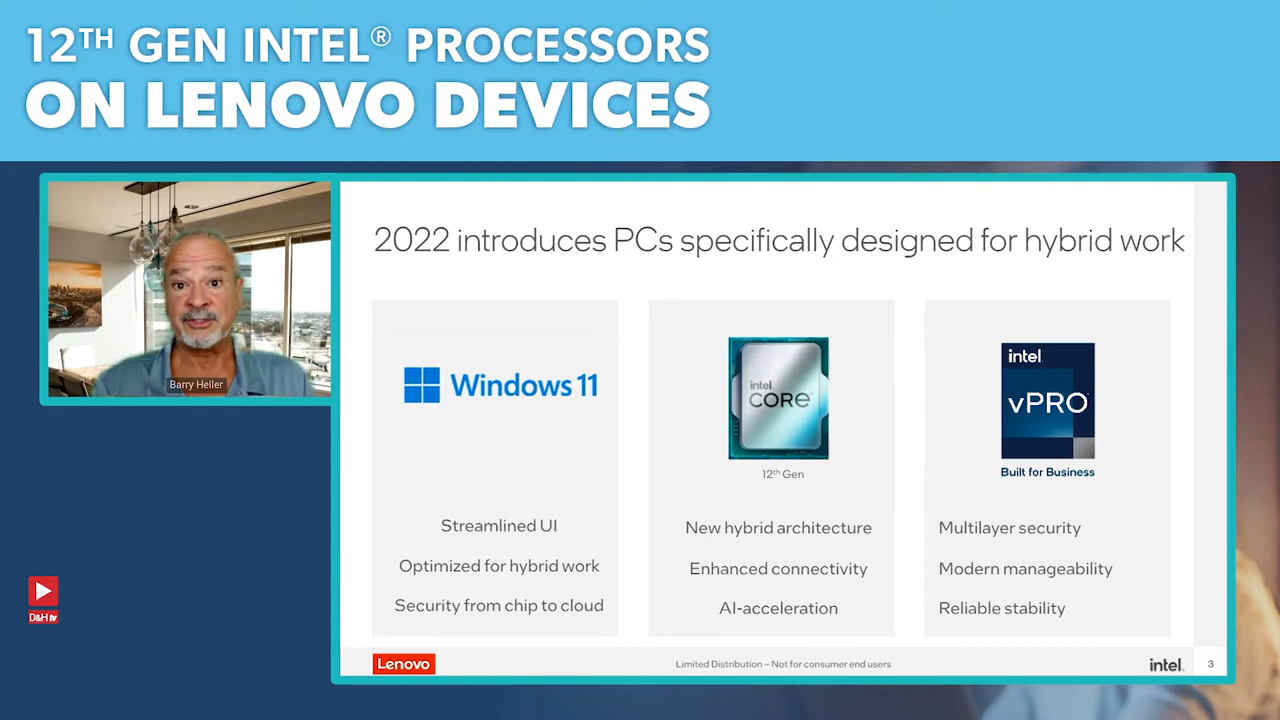 12TH GEN INTEL® PROCESSORS
ON LENOVO DEVICES
Barry Heller
2022 introduces PCs specifically designed for hybrid work
Windows 11
Streamlined UI
Optimized for hybrid work
Security from chip to cloud
intel
CORE
12th Gen
New hybrid architecture
Enhanced connectivity
AI-acceleration
intel
vPRO
Built for Business
Multilayer security
Modern manageability
Reliable stability
D&H tv
Lenovo
Limited Distribution – Not for consumer end users
intel
3